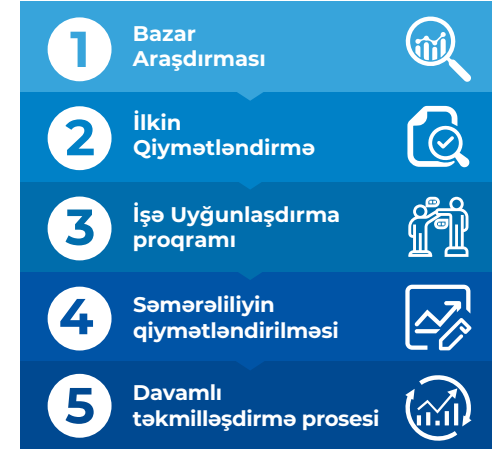 1
Bazar
Araşdırması
2
İlkin
Qiymətləndirmə
3
İşə Uyğunlaşdırma
proqramı
4
Səmərəliliyin
qiymətləndirilməsi
5
Davamlı
təkmilləşdirmə prosesi